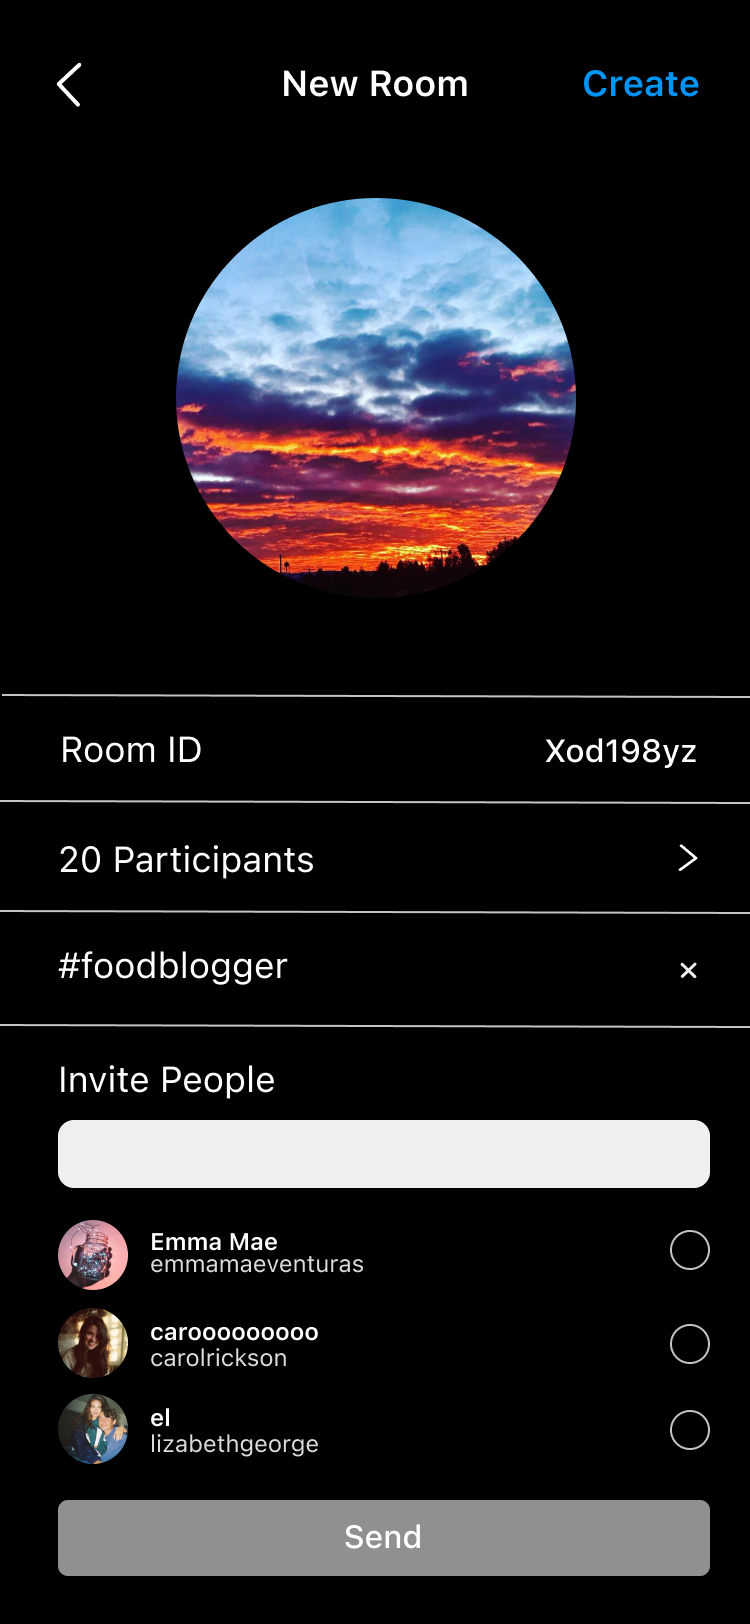 New Room
Create
Room ID
Xod198yz
20 Participants
#foodblogger
Invite People
Emma Mae
emmamaeventuras
carooooooooo
carolrickson
el
lizabethgeorge
Send